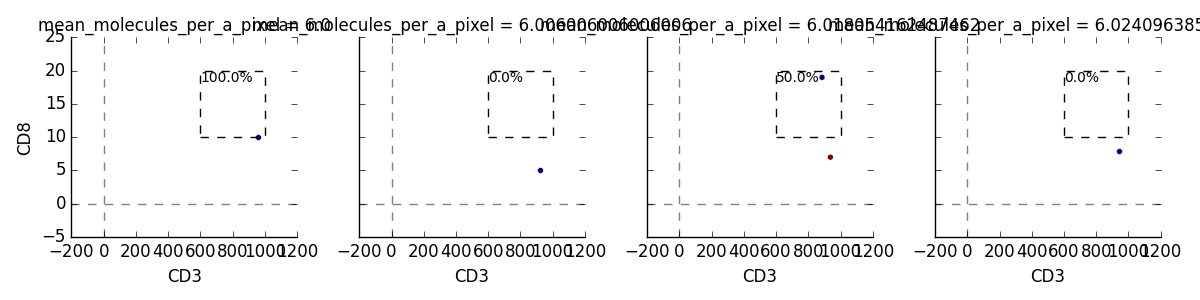 mean_molecules_per_a_pixel = 6.0
mean_molecules_per_a_pixel = 6.006006006006006
mean_molecules_per_a_pixel = 6.018054162487462
mean_molecules_per_a_pixel = 6.024096385
25
20
15
10
5
0
−5
CD8
100.0%
0.0%
50.0%
0.0%
−200 0 200 400 600 800 1000 1200
−200 0 200 400 600 800 1000 1200
−200 0 200 400 600 800 1000 1200
−200 0 200 400 600 800 1000 1200
CD3
CD3
CD3
CD3